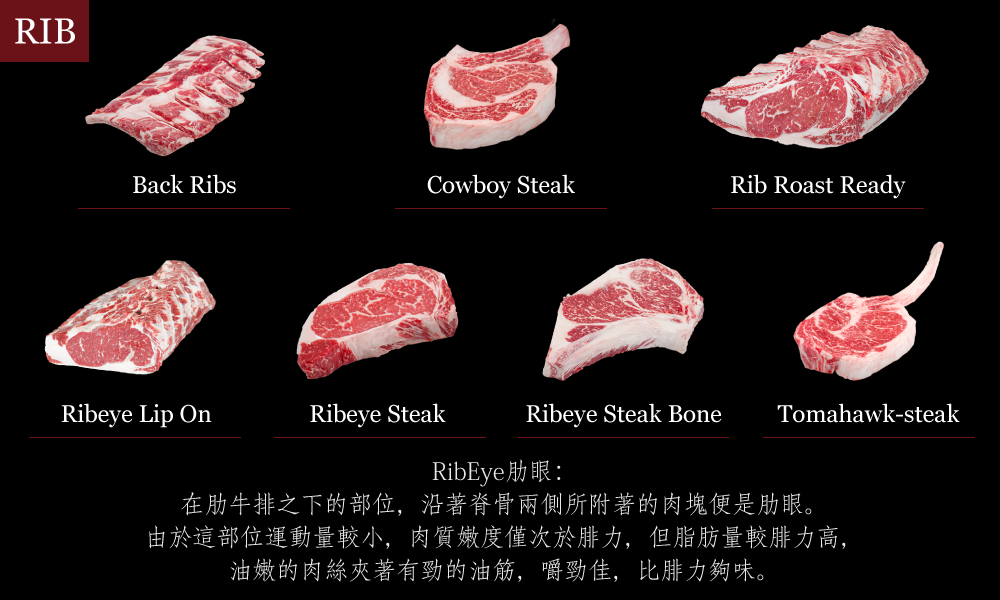 RIB
Back Ribs
Cowboy Steak
Rib Roast Ready
Ribeye Lip On
Ribeye Steak
Ribeye Steak Bone
Tomahawk-steak
RibEye肋眼：
在肋牛排之下的部位，沿著脊骨兩側所附著的肉塊便是肋眼。
由於這部位運動量較小，肉質嫩度僅次於腓力，但脂肪量較腓力高，
油嫩的肉絲夾著有勁的油筋，嚼勁佳，比腓力夠味。